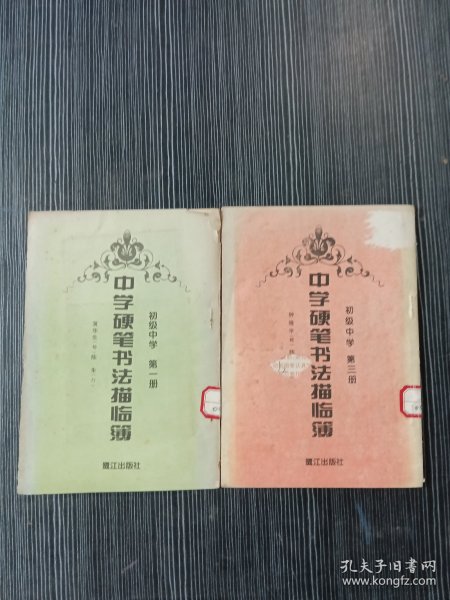 初级中学 第一册
中学硬笔书法描临簿
鹭江出版社
初级中学 第三册
中学硬笔书法描临簿
鹭江出版社
孔夫子旧书网
www.kongfz.com